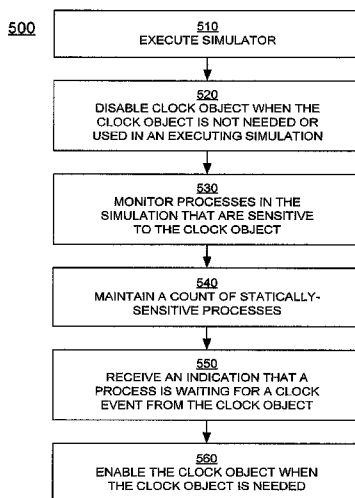 500
510
EXECUTE SIMULATOR
520
DISABLE CLOCK OBJECT WHEN THE
CLOCK OBJECT IS NOT NEEDED OR
USED IN AN EXECUTING SIMULATION
530
MONITOR PROCESSES IN THE
SIMULATION THAT ARE SENSITIVE
TO THE CLOCK OBJECT
540
MAINTAIN A COUNT OF STATICALLY-
SENSITIVE PROCESSES
550
RECEIVE AN INDICATION THAT A
PROCESS IS WAITING FOR A CLOCK
EVENT FROM THE CLOCK OBJECT
560
ENABLE THE CLOCK OBJECT WHEN
THE CLOCK OBJECT IS NEEDED